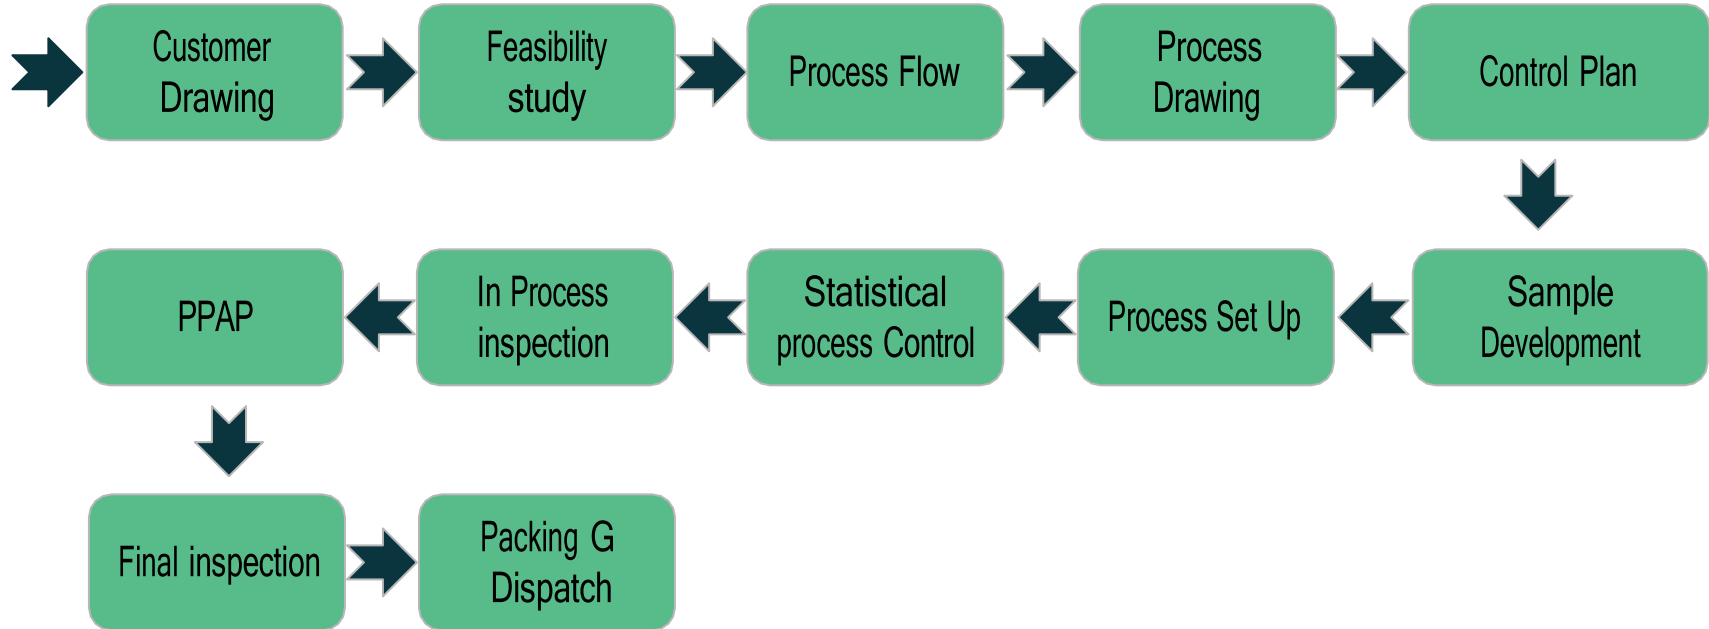 Customer
Drawing
Feasibility
study
Process Flow
Process
Drawing
Control Plan
Sample
Development
Process Set Up
Statistical
process Control
In Process
inspection
PPAP
Final inspection
Packing G
Dispatch